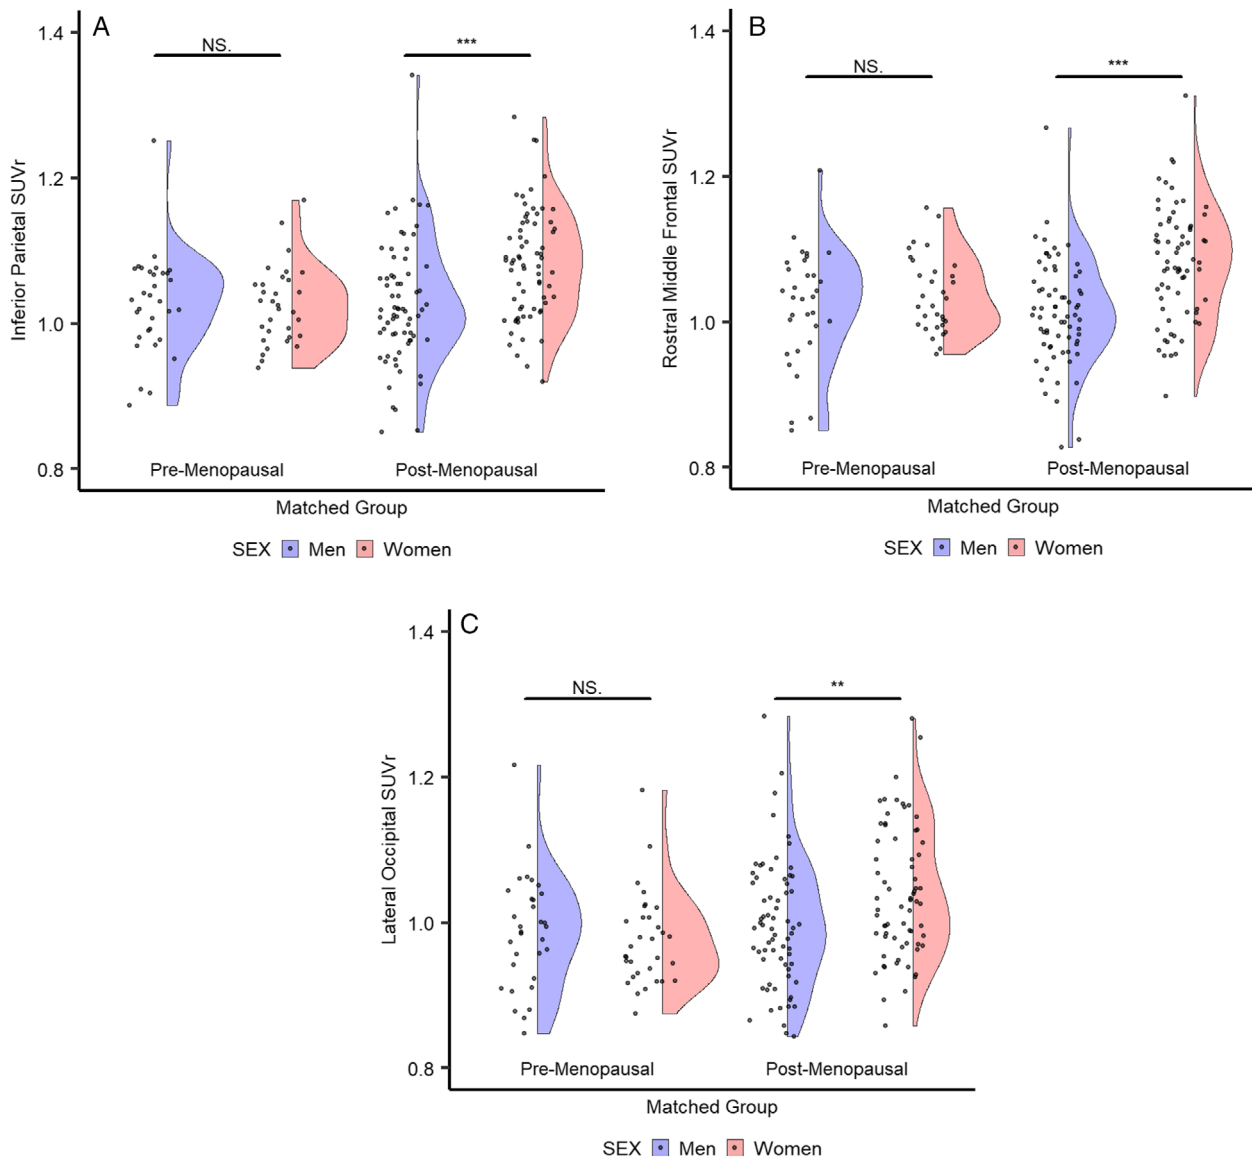 A
1.4
1.2
1.0
0.8
Inferior Parietal SUVr
NS.
***
Pre-Menopausal
Post-Menopausal
Matched Group
SEX Men Women
B
1.4
1.2
1.0
0.8
Rostral Middle Frontal SUVr
NS.
***
Pre-Menopausal
Post-Menopausal
Matched Group
SEX Men Women
C
1.4
1.2
1.0
0.8
Lateral Occipital SUVr
NS.
**
Pre-Menopausal
Post-Menopausal
Matched Group
SEX Men Women